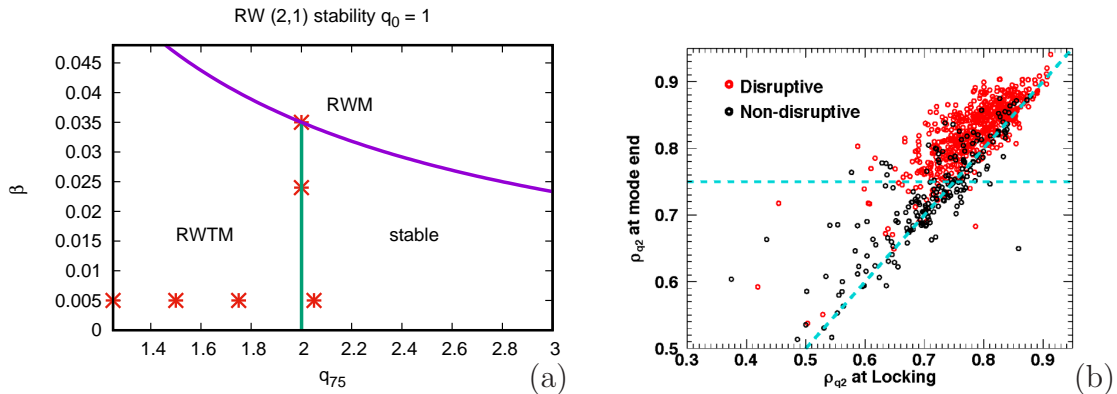 RW (2,1) stability q0 = 1
0.045
0.04
0.035
0.03
0.025
0.02
0.015
0.01
0.005
0
β
RWM
RWTM
stable
1.4 1.6 1.8 2 2.2 2.4 2.6 2.8 3
q75
(a)
0.9
0.8
0.7
0.6
0.5
ρq2 at mode end
Disruptive
Non-disruptive
0.3 0.4 0.5 0.6 0.7 0.8 0.9
ρq2 at Locking
(b)